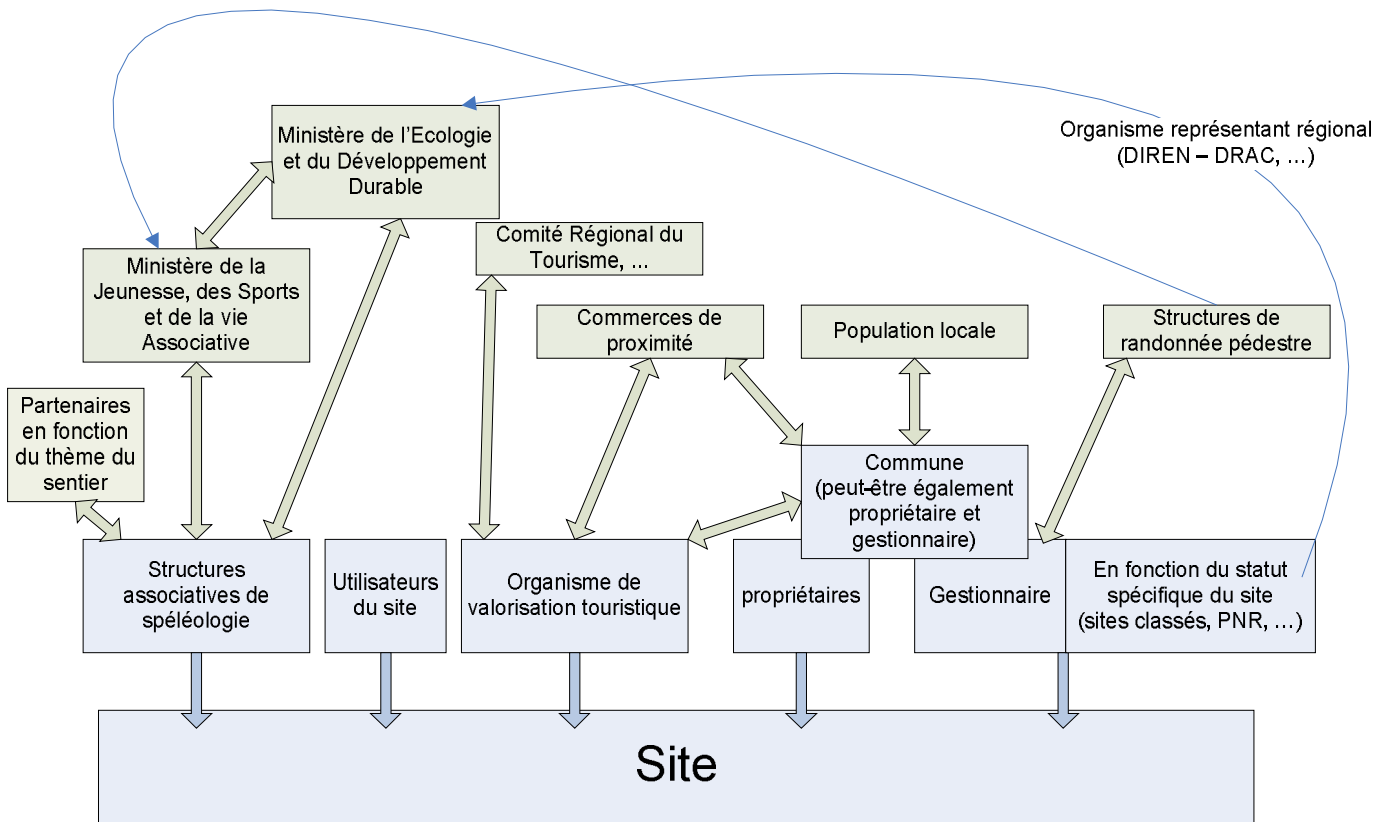 Ministère de l’Ecologie
et du Développement
Durable
Organisme représentant régional
(DIREN – DRAC, …)
Comité Régional du
Tourisme, ...
Ministère de la
Jeunesse, des Sports
et de la vie
Associative
Commerces de
proximité
Population locale
Structures de
randonnée pédestre
Partenaires
en fonction
du thème du
sentier
Commune
(peut-être également
propriétaire et
gestionnaire)
Structures
associatives de
spéléologie
Utilisateurs
du site
Organisme de
valorisation touristique
propriétaires
Gestionnaire
En fonction du statut
spécifique du site
(sites classés, PNR, …)
Site